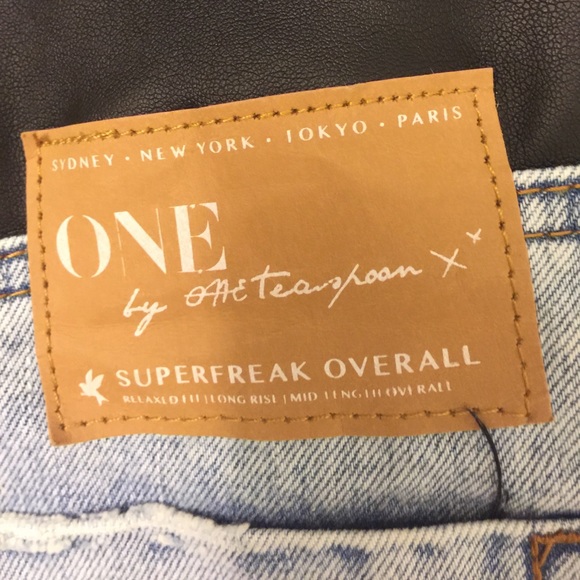 SYDNEY · NEW YORK · TOKYO · PARIS
ONE
by ONE teaspoon x x
SUPERFREAK OVERALL
RELAXED FIT | LONG RISE | MID LENGTH OVERALL